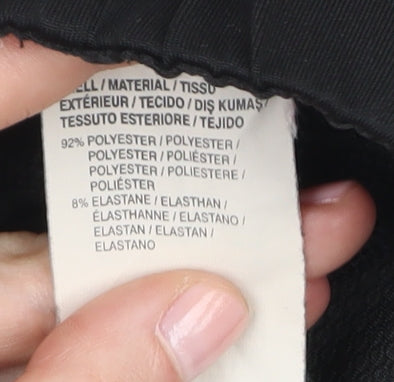 SHELL / MATERIAL / TISSU
EXTÉRIEUR / TECIDO / DIŞ KUMAŞ /
TESSUTO ESTERIORE / TEJIDO
92% POLYESTER / POLYESTER /
POLYESTER / POLIÉSTER /
POLYESTER / POLIESTERE /
POLIÉSTER
8% ELASTANE / ELASTHAN /
ÉLASTHANNE / ELASTANO /
ELASTAN / ELASTAN /
ELASTANO